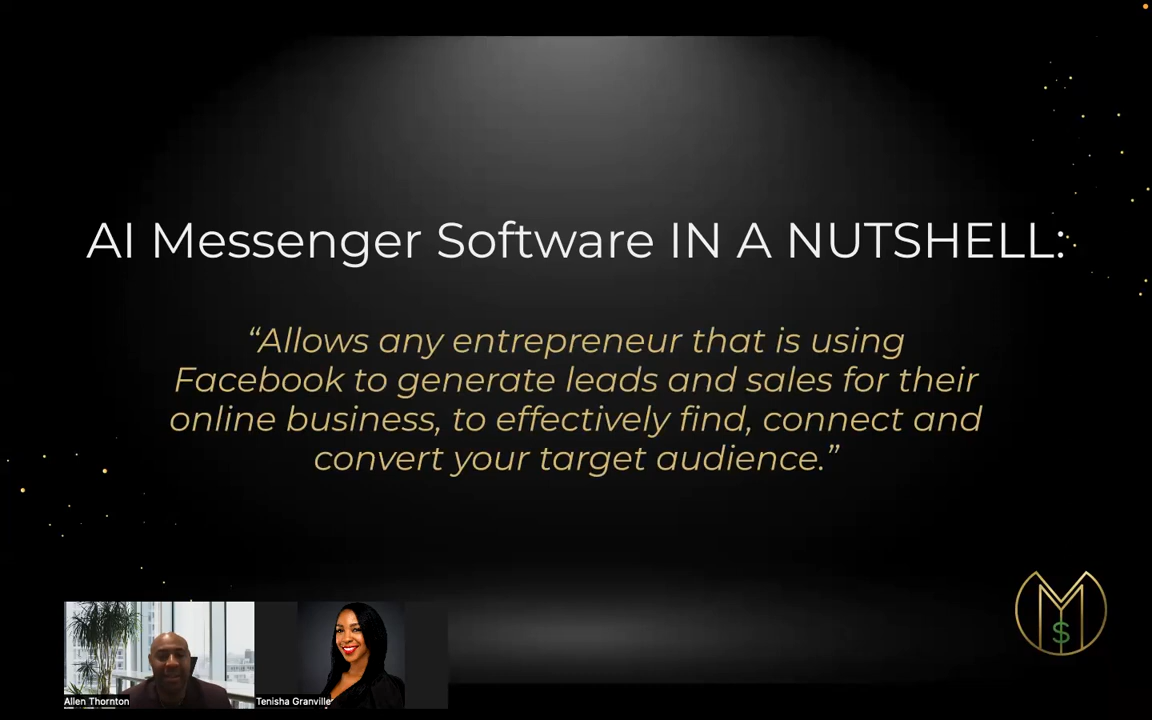 AI Messenger Software IN A NUTSHELL:
“Allows any entrepreneur that is using
Facebook to generate leads and sales for their
online business, to effectively find, connect and
convert your target audience.”
M
$
Allen Thornton
Tenisha Granville